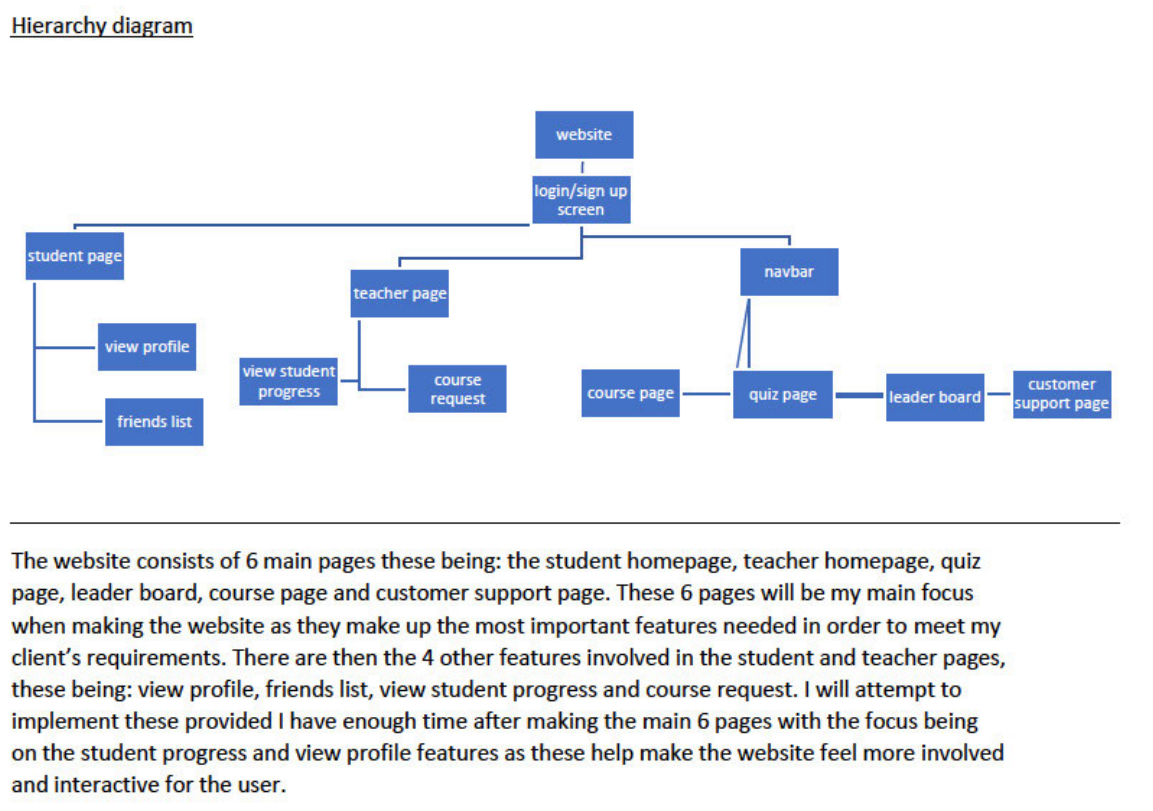 Hierarchy diagram
website
login/sign up
screen
student page
teacher page
navbar
view profile
friends list
view student
progress
course
request
course page
quiz page
leader board
customer
support page
The website consists of 6 main pages these being: the student homepage, teacher homepage, quiz
page, leader board, course page and customer support page. These 6 pages will be my main focus
when making the website as they make up the most important features needed in order to meet my
client’s requirements. There are then the 4 other features involved in the student and teacher pages,
these being: view profile, friends list, view student progress and course request. I will attempt to
implement these provided I have enough time after making the main 6 pages with the focus being
on the student progress and view profile features as these help make the website feel more involved
and interactive for the user.